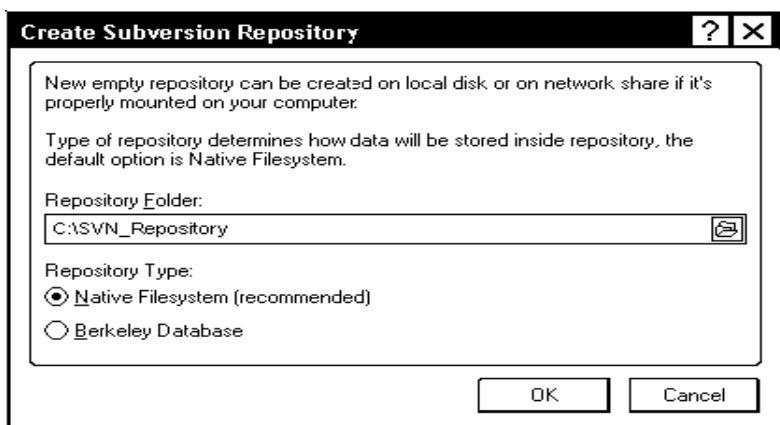 Create Subversion Repository
New empty repository can be created on local disk or on network share if it's
properly mounted on your computer.
Type of repository determines how data will be stored inside repository, the
default option is Native Filesystem.
Repository Folder:
C:\SVN_Repository
Repository Type:
Native Filesystem (recommended)
Berkeley Database
OK Cancel